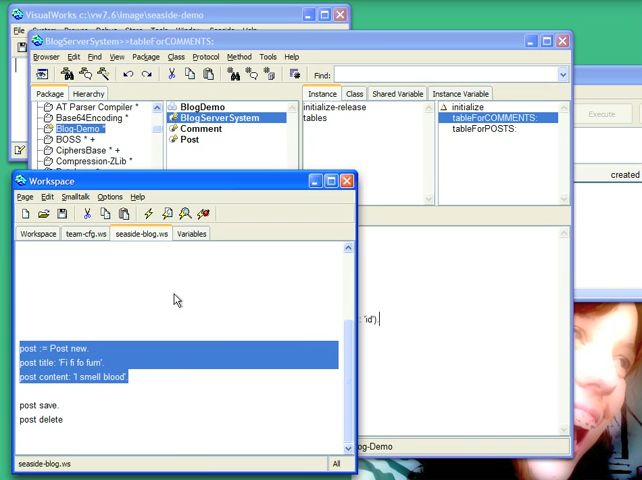 VisualWorks c:\vw7.6\image\seaside-demo
BlogServerSystem>>tableForCOMMENTS:
Browser Edit Find View Package Class Protocol Method Tools Help
Find:
Package Hierarchy
Instance Class Shared Variable Instance Variable
AT Parser Compiler *
Base64Encoding *
Blog-Demo *
BOSS * +
CiphersBase * +
Compression-ZLib *
BlogDemo
BlogServerSystem
Comment
Post
initialize-release
tables
initialize
tableForCOMMENTS:
tableForPOSTS:
Execute
created
Workspace
Page Edit Smalltalk Options Help
Workspace team-cfg.ws seaside-blog.ws Variables
: 'id').
post := Post new.
post title: 'Fi fi fo fum'.
post content: 'I smell blood'.
post save.
post delete
og-Demo
seaside-blog.ws All